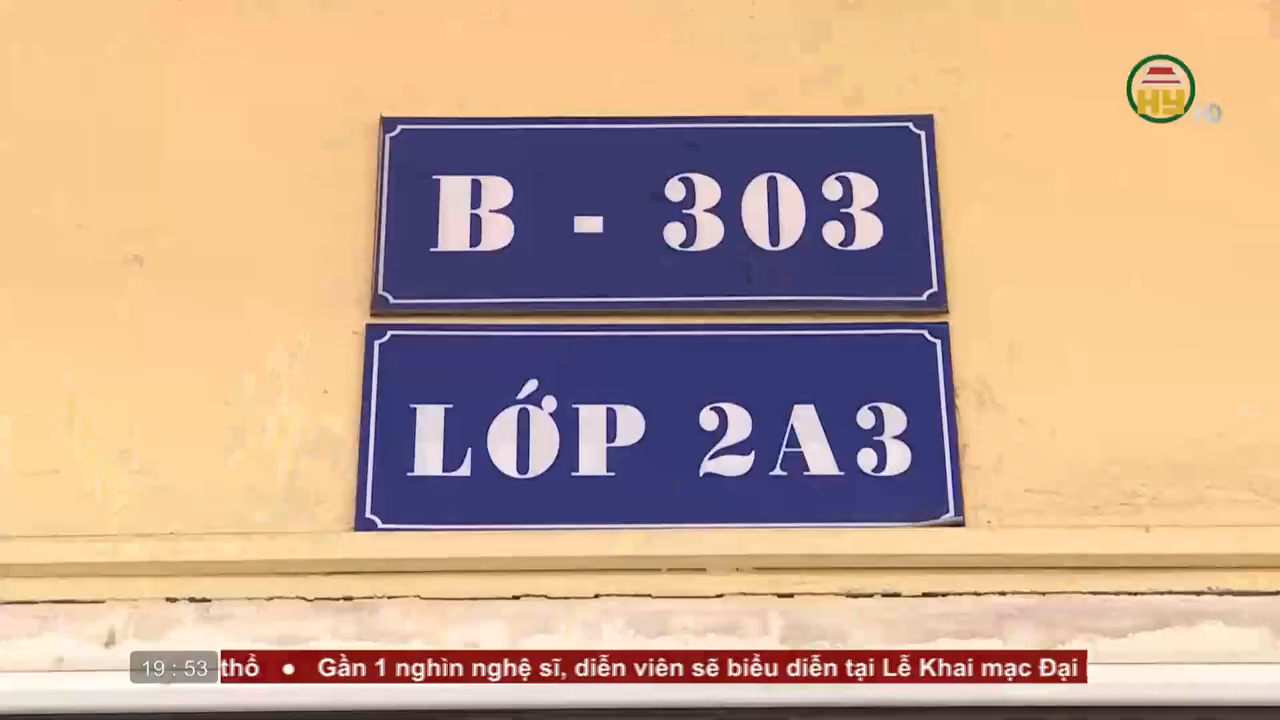 HY
HD
B - 303
LỚP 2A3
19 : 53 thổ ● Gần 1 nghìn nghệ sĩ, diễn viên sẽ biểu diễn tại Lễ Khai mạc Đại